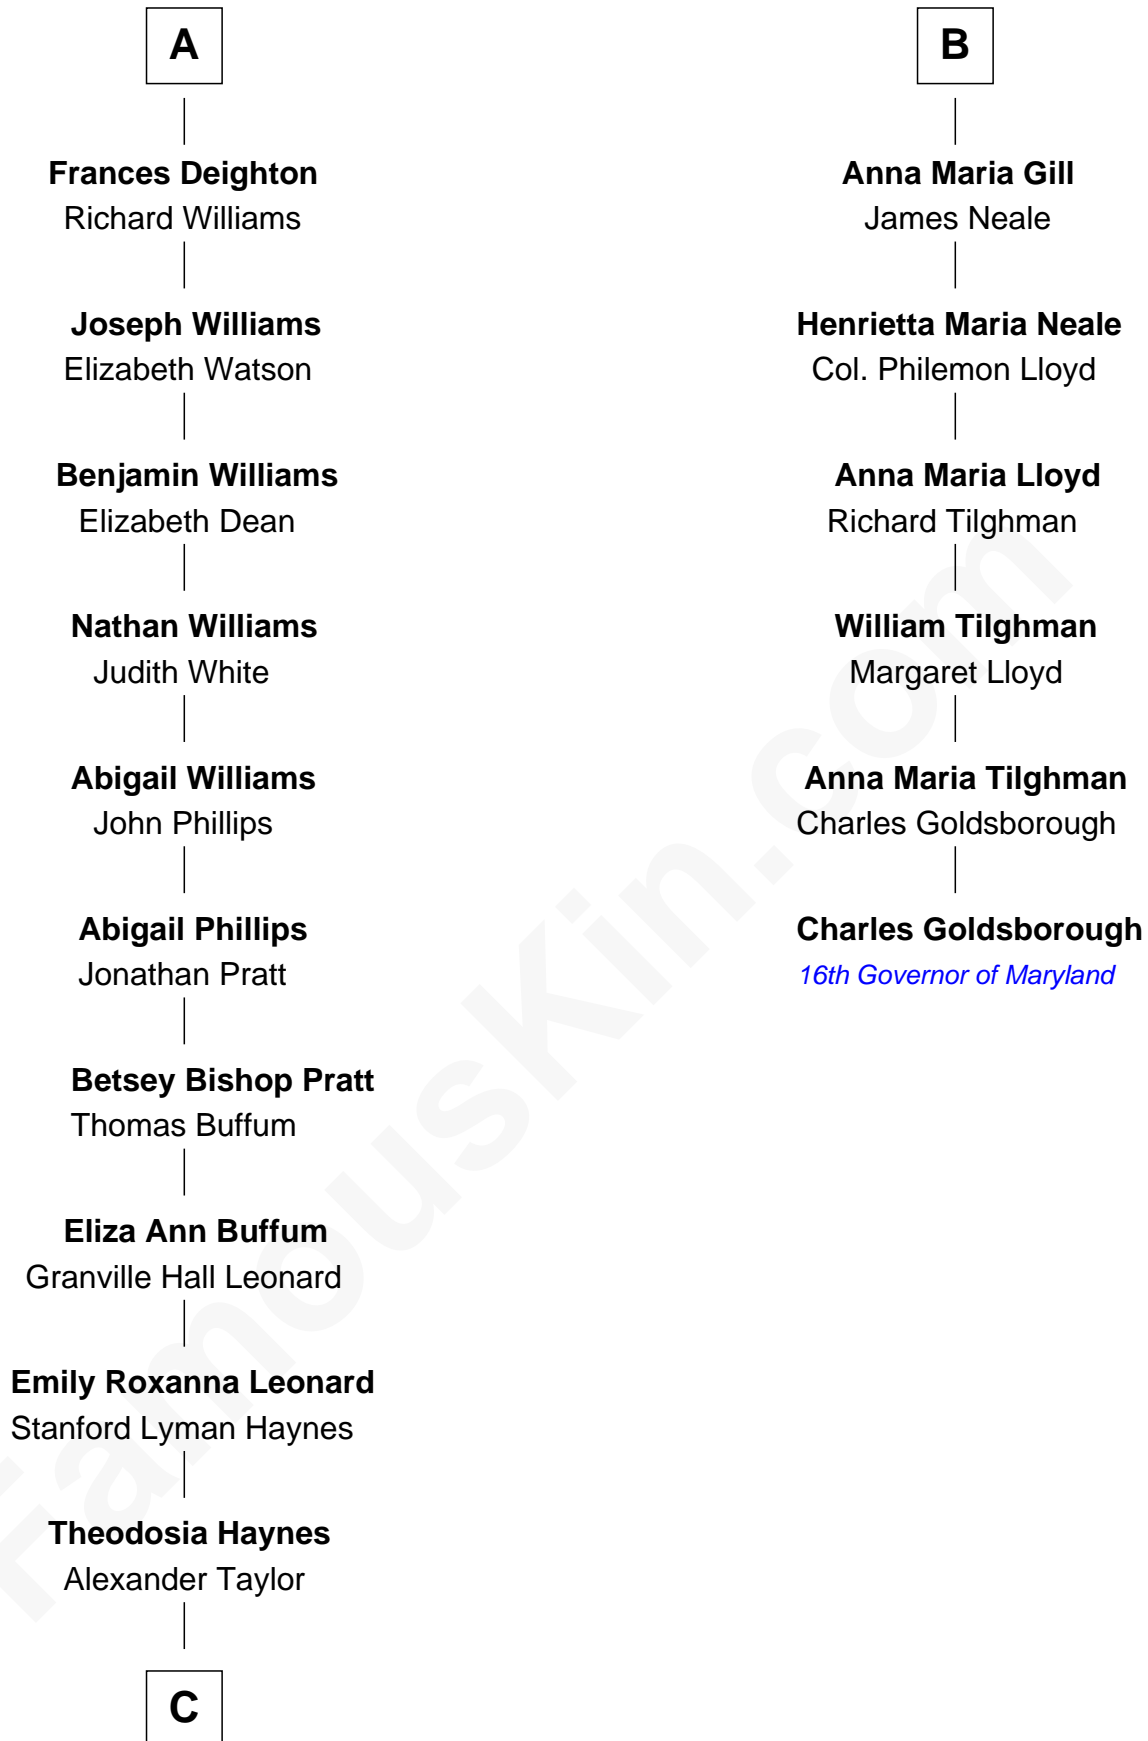 A
Frances Deighton
Richard Williams
Joseph Williams
Elizabeth Watson
Benjamin Williams
Elizabeth Dean
Nathan Williams
Judith White
Abigail Williams
John Phillips
Abigail Phillips
Jonathan Pratt
Betsey Bishop Pratt
Thomas Buffum
Eliza Ann Buffum
Granville Hall Leonard
Emily Roxanna Leonard
Stanford Lyman Haynes
Theodosia Haynes
Alexander Taylor
C
B
Anna Maria Gill
James Neale
Henrietta Maria Neale
Col. Philemon Lloyd
Anna Maria Lloyd
Richard Tilghman
William Tilghman
Margaret Lloyd
Anna Maria Tilghman
Charles Goldsborough
Charles Goldsborough
16th Governor of Maryland
FamousKin.com